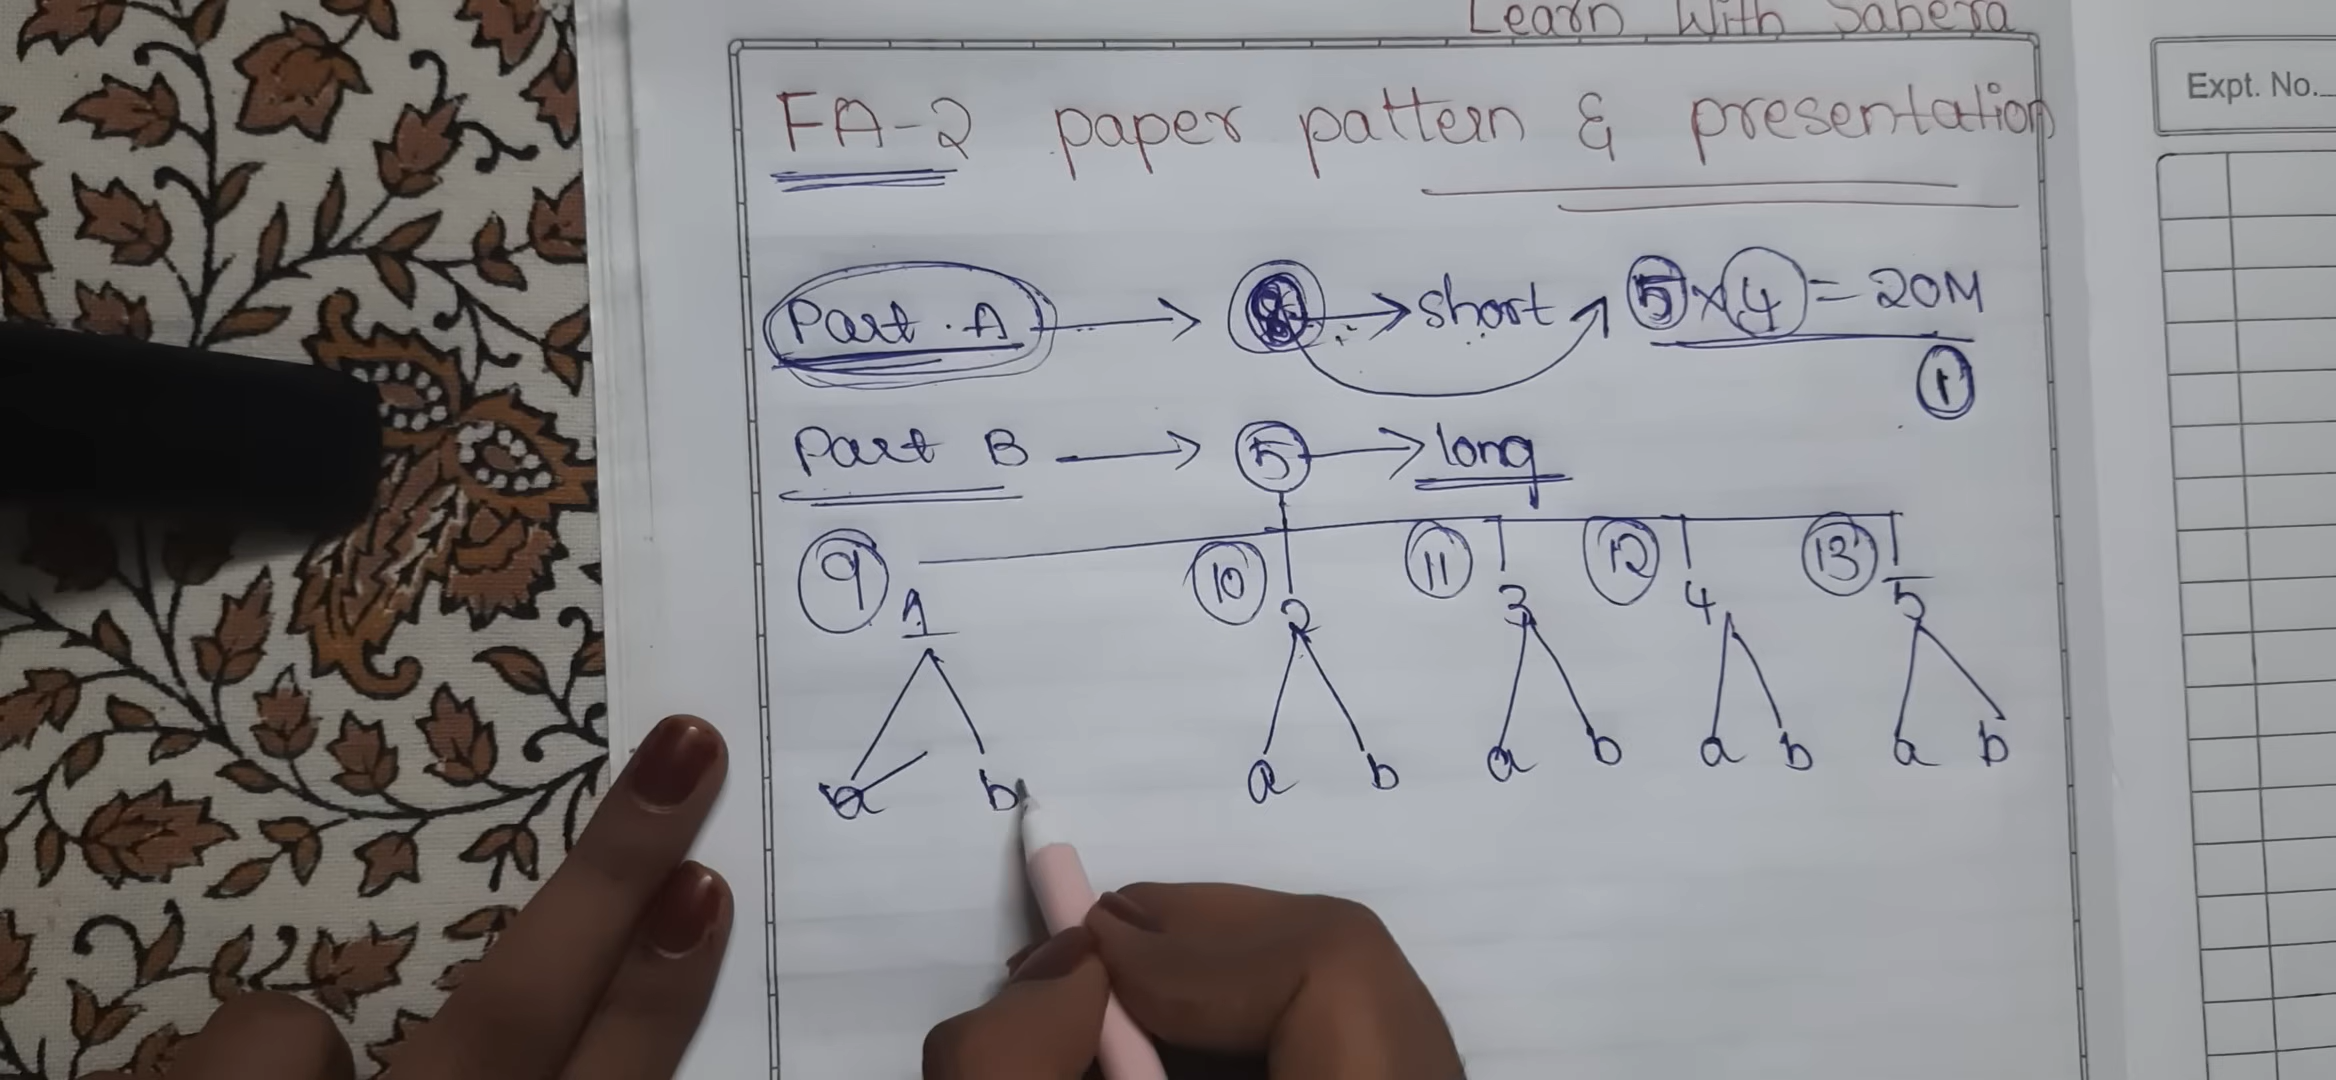 Learn With Sahera
FA-2 paper pattern & presentation
Expt. No.
Part . A → 8 → short 5 x 4 = 20M
1
Part B → 5 → long
9 10 11 12 13
1 2 3 4 5
a b a b a b a b a b